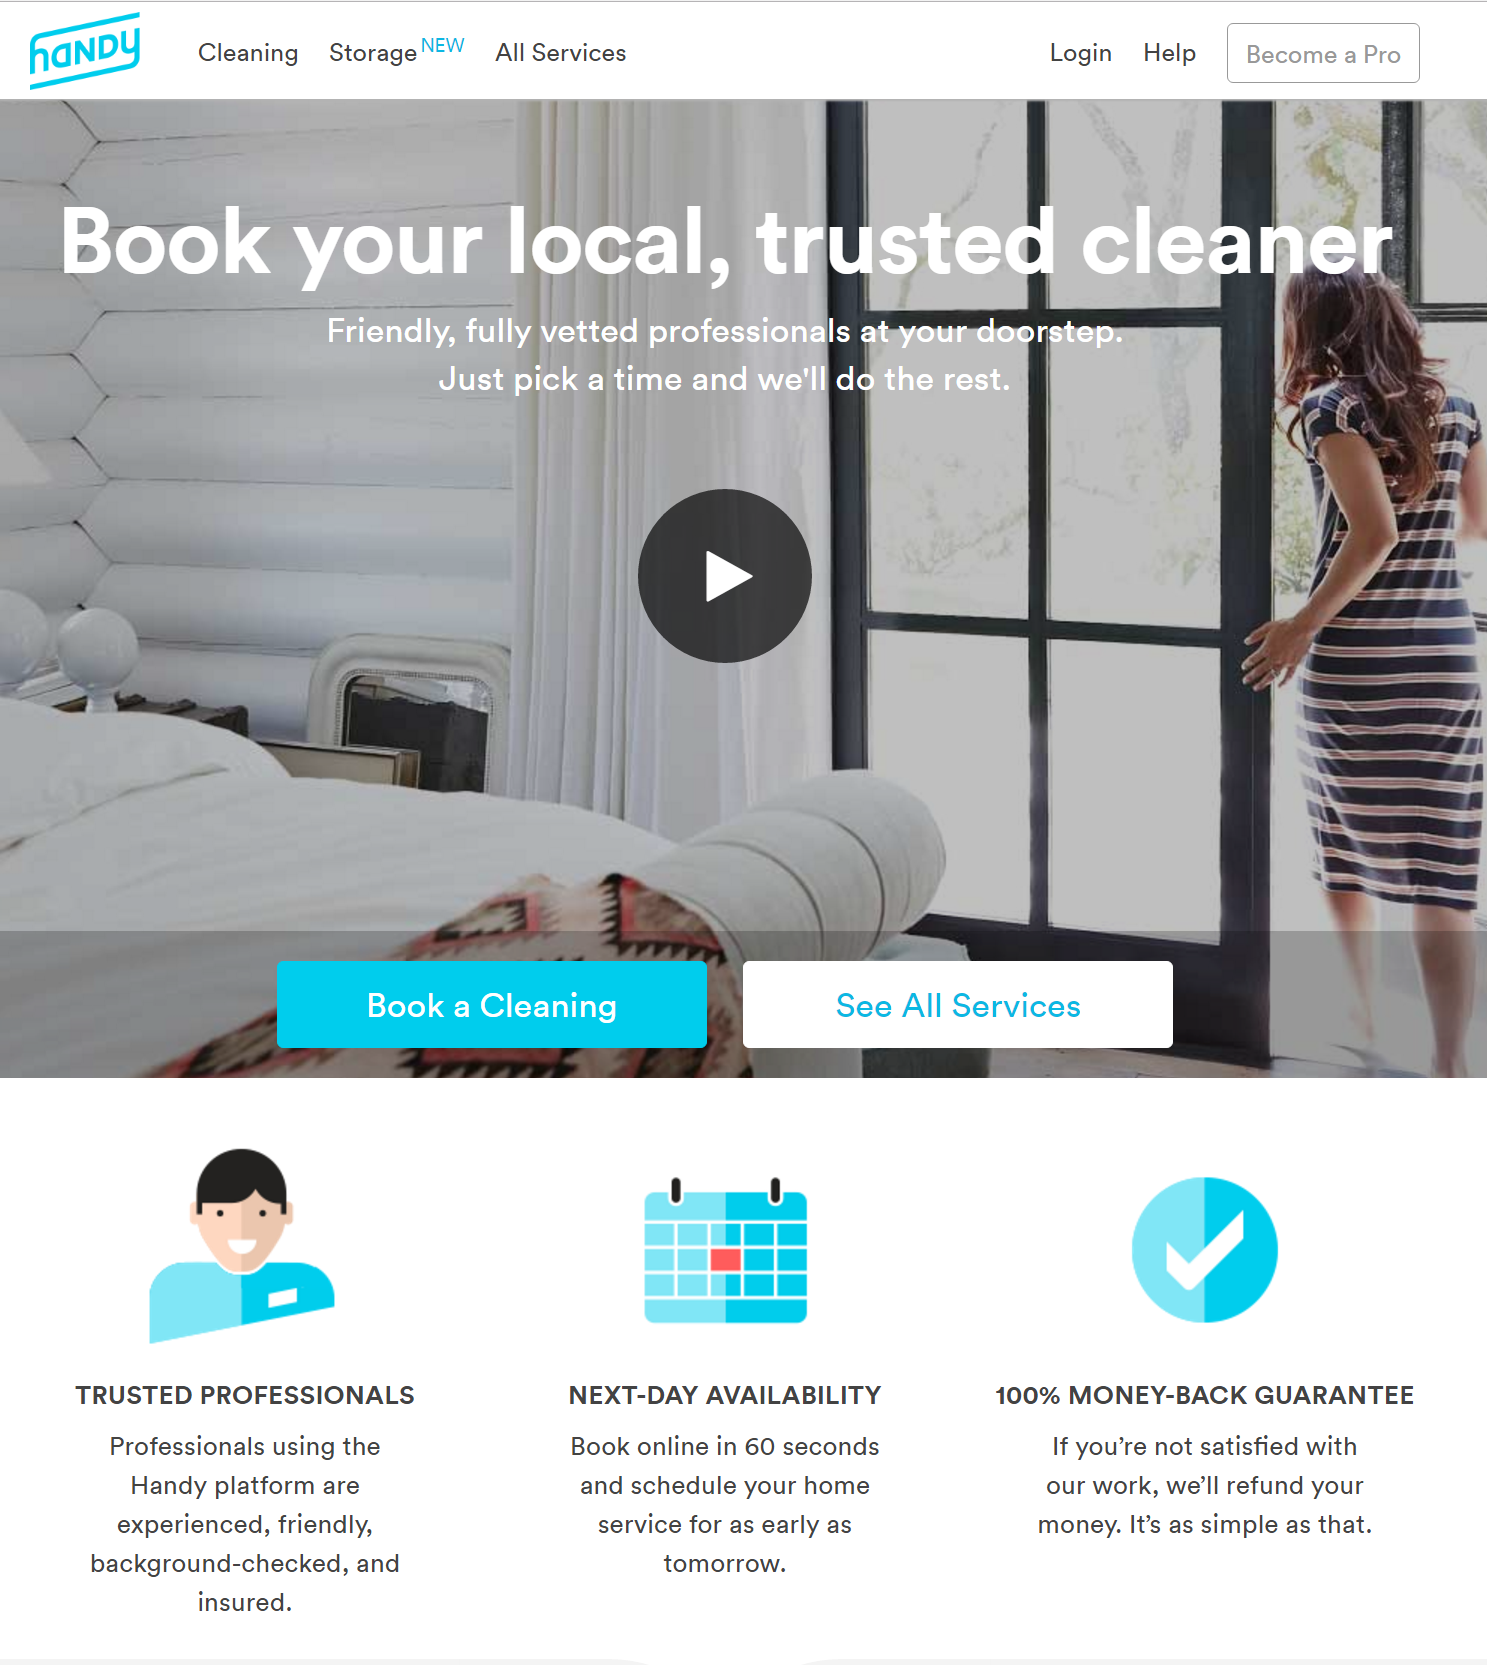 handy
Cleaning Storage NEW All Services Login Help Become a Pro
Book your local, trusted cleaner
Friendly, fully vetted professionals at your doorstep.
Just pick a time and we'll do the rest.
Book a Cleaning See All Services
TRUSTED PROFESSIONALS
Professionals using the
Handy platform are
experienced, friendly,
background-checked, and
insured.
NEXT-DAY AVAILABILITY
Book online in 60 seconds
and schedule your home
service for as early as
tomorrow.
100% MONEY-BACK GUARANTEE
If you’re not satisfied with
our work, we’ll refund your
money. It’s as simple as that.